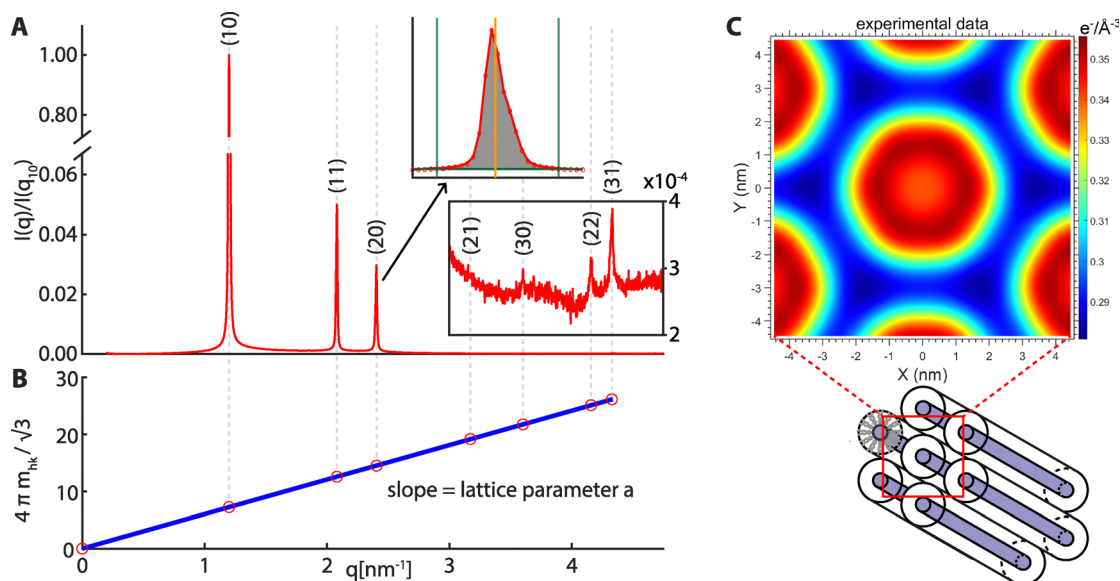 A
I(q)/I(q10)
1.00
0.80
0.06
0.04
0.02
0.00
(10)
(11)
(20)
x10-4
4
3
2
(21)
(30)
(22)
(31)
B
4 π mhk / √3
30
20
10
0
slope = lattice parameter a
0 1 2 3 4
q[nm-1]
C
experimental data
e-/Å-3
Y (nm)
4
3
2
1
0
-1
-2
-3
-4
-4 -3 -2 -1 0 1 2 3 4
X (nm)
0.35
0.34
0.33
0.32
0.31
0.3
0.29